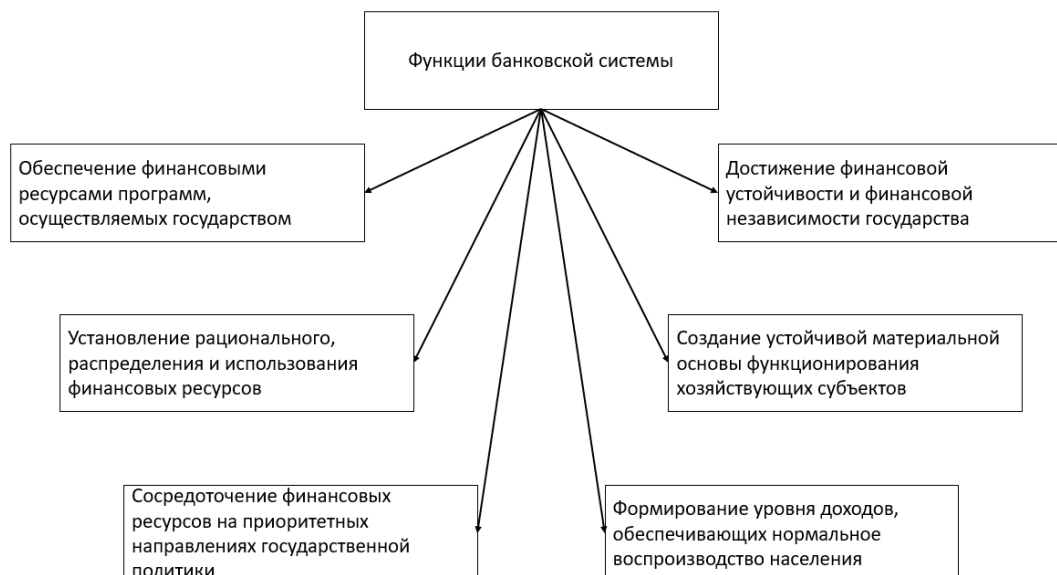 Функции банковской системы
Обеспечение финансовыми
ресурсами программ,
осуществляемых государством
Достижение финансовой
устойчивости и финансовой
независимости государства
Установление рационального,
распределения и использования
финансовых ресурсов
Создание устойчивой материальной
основы функционирования
хозяйствующих субъектов
Сосредоточение финансовых
ресурсов на приоритетных
направлениях государственной
политики
Формирование уровня доходов,
обеспечивающих нормальное
воспроизводство населения